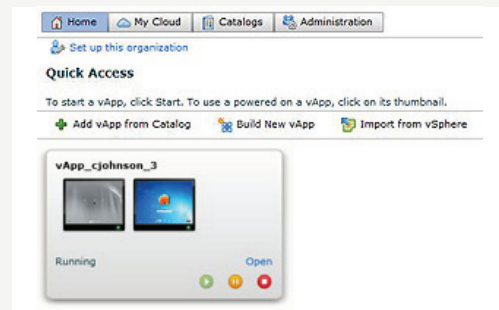 Home My Cloud Catalogs Administration
Set up this organization
Quick Access
To start a vApp, click Start. To use a powered on a vApp, click on its thumbnail.
Add vApp from Catalog Build New vApp Import from vSphere
vApp_cjohnson_3
Running Open